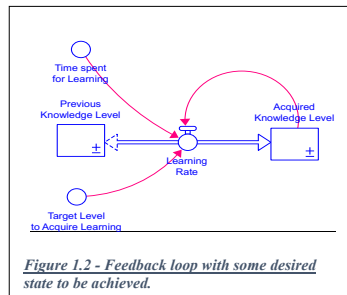 Time spent
for Learning
Previous
Knowledge Level
Acquired
Knowledge Level
±
±
Learning
Rate
Target Level
to Acquire Learning
Figure 1.2 - Feedback loop with some desired
state to be achieved.